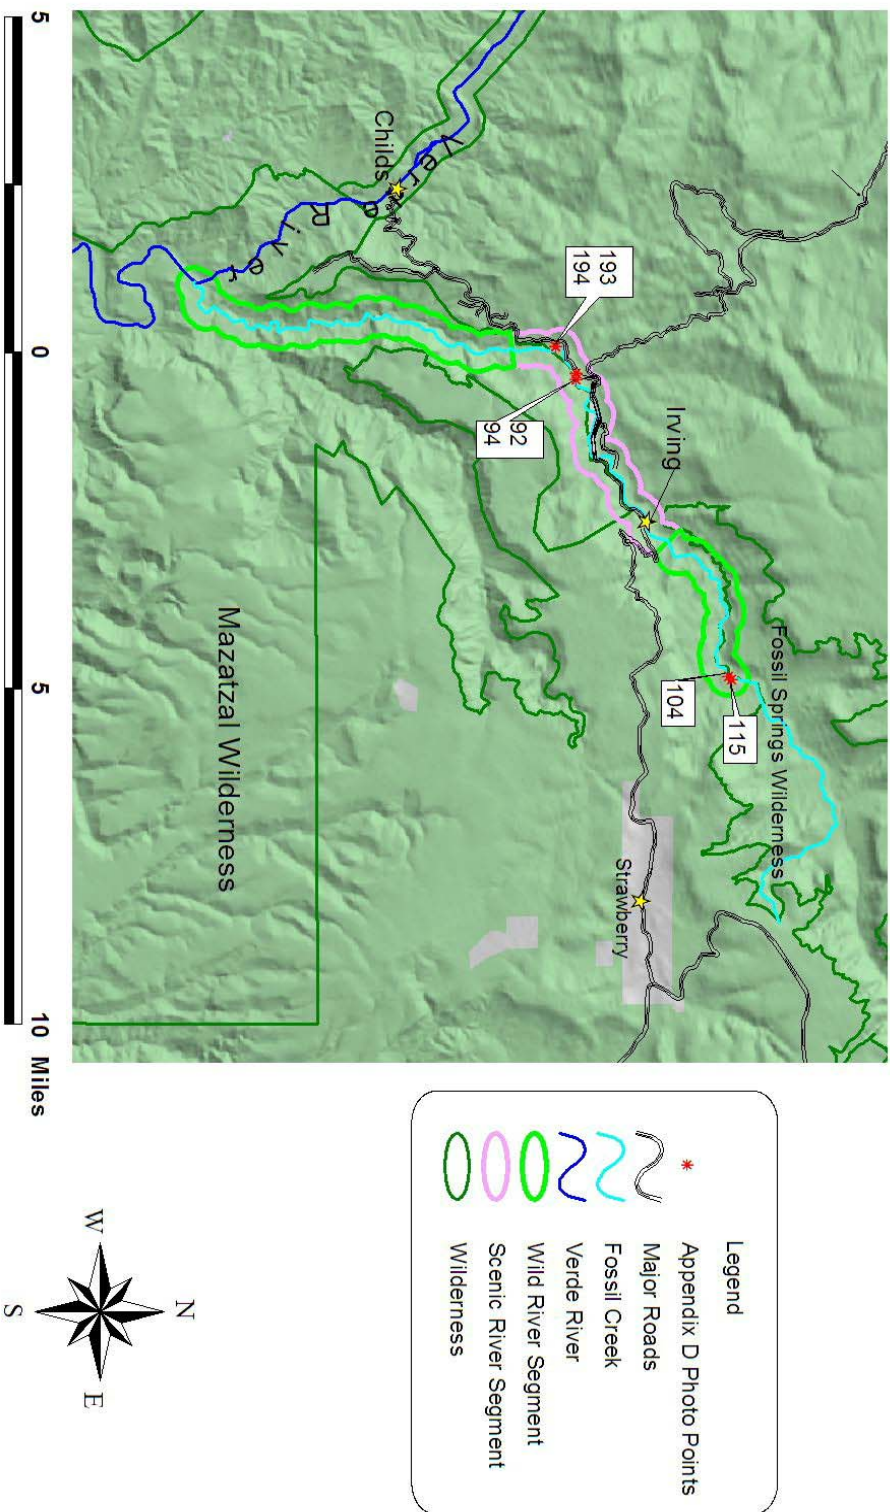 Fossil Springs Wilderness
115
104
Irving
Strawberry
193
194
92
94
Childs
Verde River
Mazatzal Wilderness
5 0 5 10 Miles
Legend
Appendix D Photo Points
Major Roads
Fossil Creek
Verde River
Wild River Segment
Scenic River Segment
Wilderness
N
W E
S